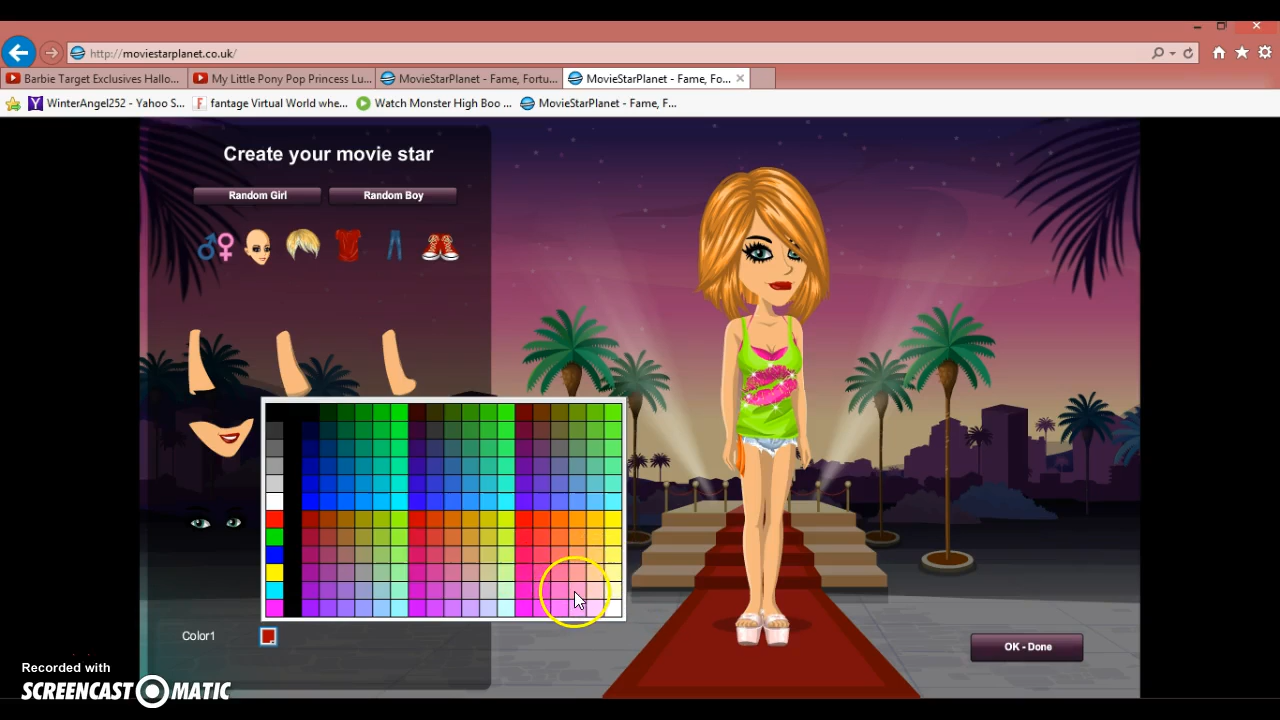 http://moviestarplanet.co.uk/
Barbie Target Exclusives Hallo...
My Little Pony Pop Princess Lu...
MovieStarPlanet - Fame, Fortu...
MovieStarPlanet - Fame, Fo...
WinterAngel252 - Yahoo S...
fantage Virtual World whe...
Watch Monster High Boo ...
MovieStarPlanet - Fame, F...
Create your movie star
Random Girl
Random Boy
Color1
OK - Done
Recorded with
SCREENCAST-O-MATIC